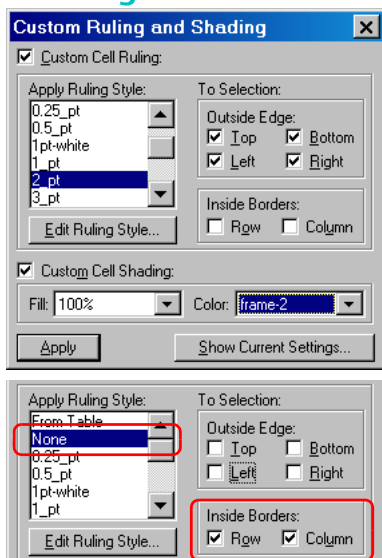 Custom Ruling and Shading
Custom Cell Ruling:
Apply Ruling Style:
0.25_pt
0.5_pt
1pt-white
1_pt
2_pt
3_pt
Edit Ruling Style...
To Selection:
Outside Edge:
Top Bottom
Left Right
Inside Borders:
Row Column
Custom Cell Shading:
Fill: 100% Color: frame-2
Apply Show Current Settings...
Apply Ruling Style:
From Table
None
0.25_pt
0.5_pt
1pt-white
1_pt
Edit Ruling Style...
To Selection:
Outside Edge:
Top Bottom
Left Right
Inside Borders:
Row Column